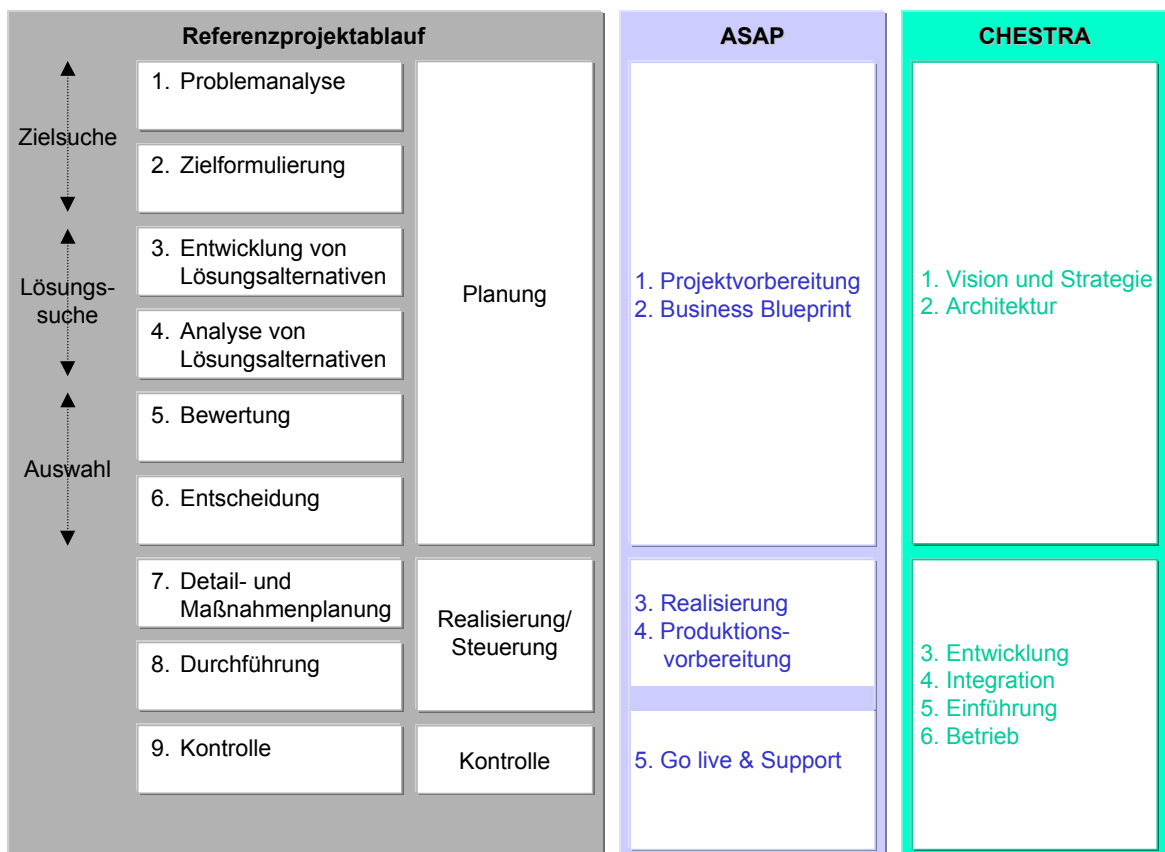 Referenzprojektablauf
Zielsuche
Lösungs-
suche
Auswahl
1. Problemanalyse
2. Zielformulierung
3. Entwicklung von
Lösungsalternativen
4. Analyse von
Lösungsalternativen
5. Bewertung
6. Entscheidung
7. Detail- und
Maßnahmenplanung
8. Durchführung
9. Kontrolle
Planung
Realisierung/
Steuerung
Kontrolle
ASAP
1. Projektvorbereitung
2. Business Blueprint
3. Realisierung
4. Produktions-
vorbereitung
5. Go live & Support
CHESTRA
1. Vision und Strategie
2. Architektur
3. Entwicklung
4. Integration
5. Einführung
6. Betrieb